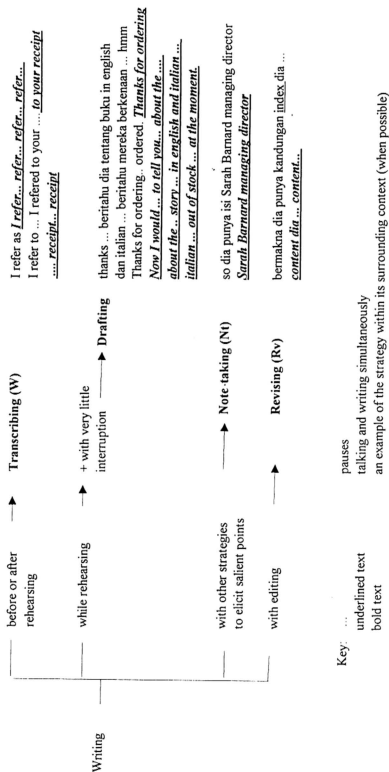 Writing
before or after
rehearsing
Transcribing (W)
I refer as I refer... refer... refer... refer...
I refer to ... I refered to your .... to your receipt
.... receipt... receipt
while rehearsing
+ with very little
interruption
Drafting
thanks ... beritahu dia tentang buku in english
dan italian ... beritahu mereka berkenaan ... hmm
Thanks for ordering.. ordered. Thanks for ordering
Now I would ... to tell you... about the ....
about the .. story ... in english and italian ...
italian ... out of stock ... at the moment.
with other strategies
to elicit salient points
Note-taking (Nt)
so dia punya isi Sarah Barnard managing director
Sarah Barnard managing director
with editing
Revising (Rv)
bermakna dia punya kandungan index dia ...
content dia ... content...
Key: ... pauses
underlined text talking and writing simultaneously
bold text an example of the strategy within its surrounding context (when possible)